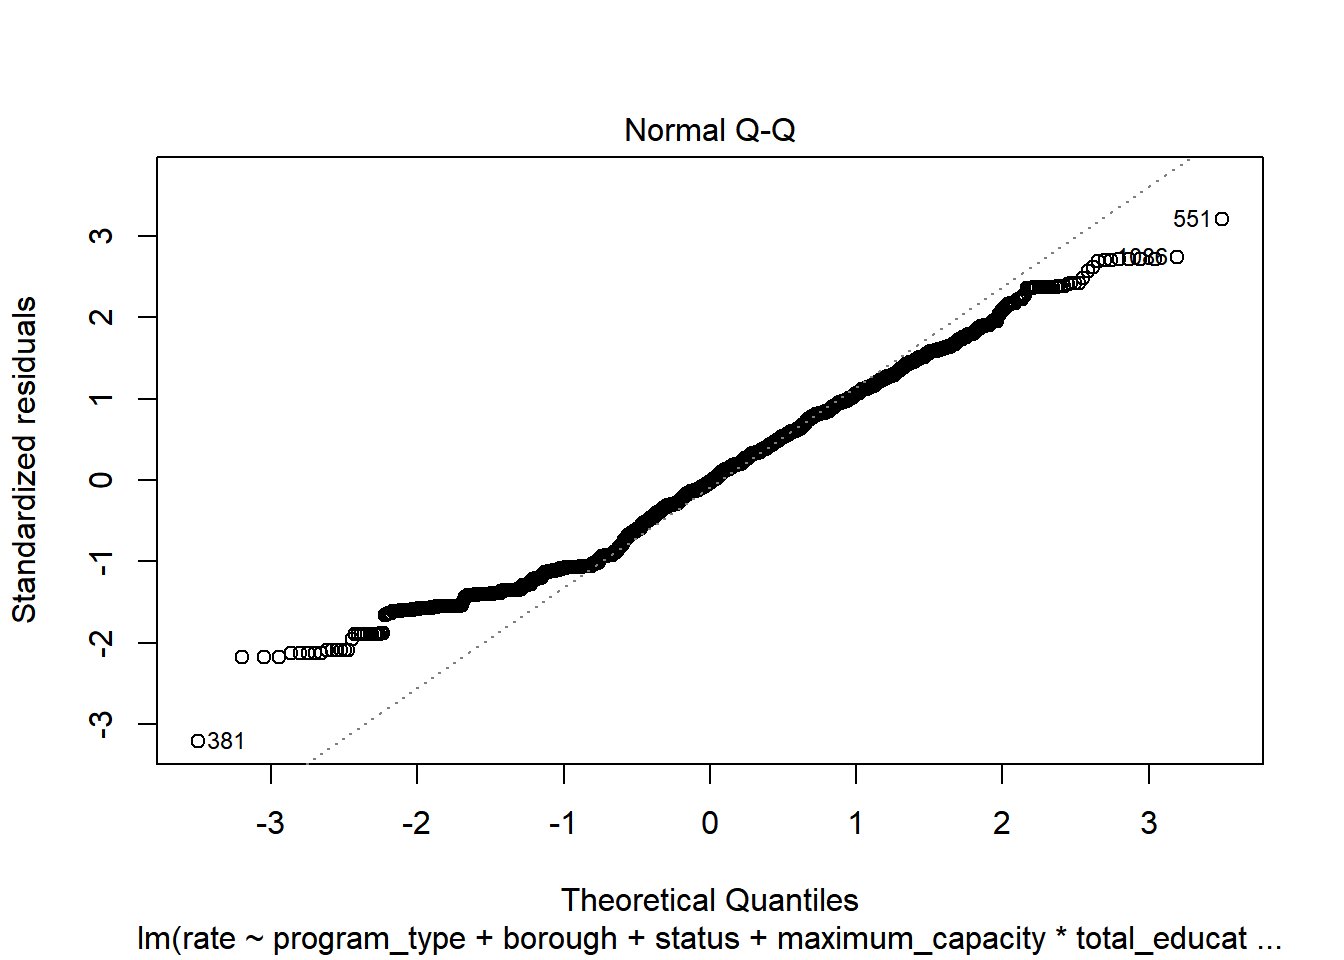 Normal Q-Q
Standardized residuals
3
2
1
0
-1
-2
-3
551
1086
381
-3 -2 -1 0 1 2 3
Theoretical Quantiles
lm(rate ~ program_type + borough + status + maximum_capacity * total_educat ...